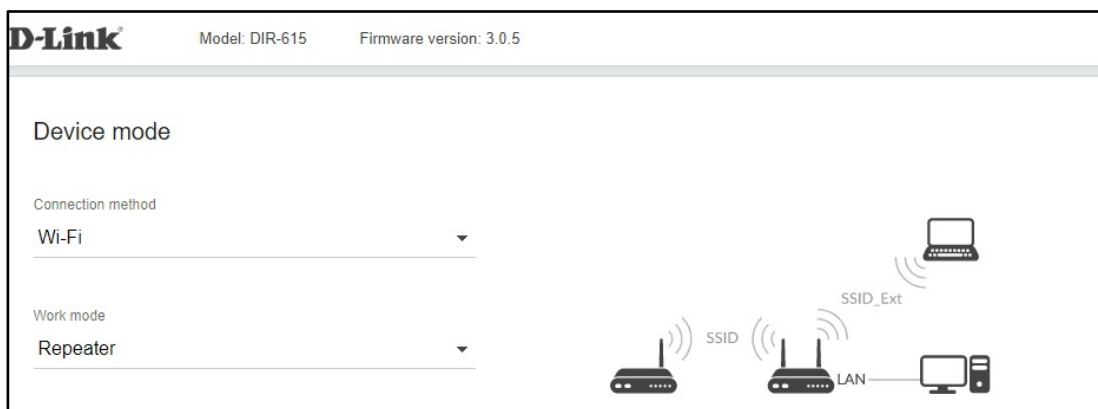 D-Link Model: DIR-615 Firmware version: 3.0.5
Device mode
Connection method
Wi-Fi
SSID_Ext
Work mode
Repeater
SSID
LAN